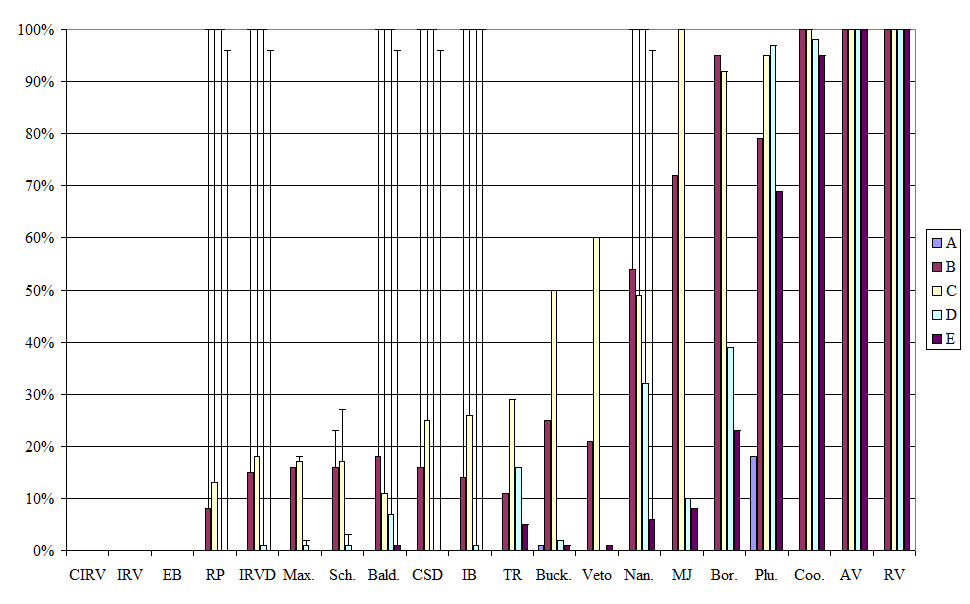 100%
90%
80%
70%
60%
50%
40%
30%
20%
10%
0%
CIRV IRV EB RP IRVD Max. Sch. Bald. CSD IB TR Buck. Veto Nan. MJ Bor. Plu. Coo. AV RV
A
B
C
D
E